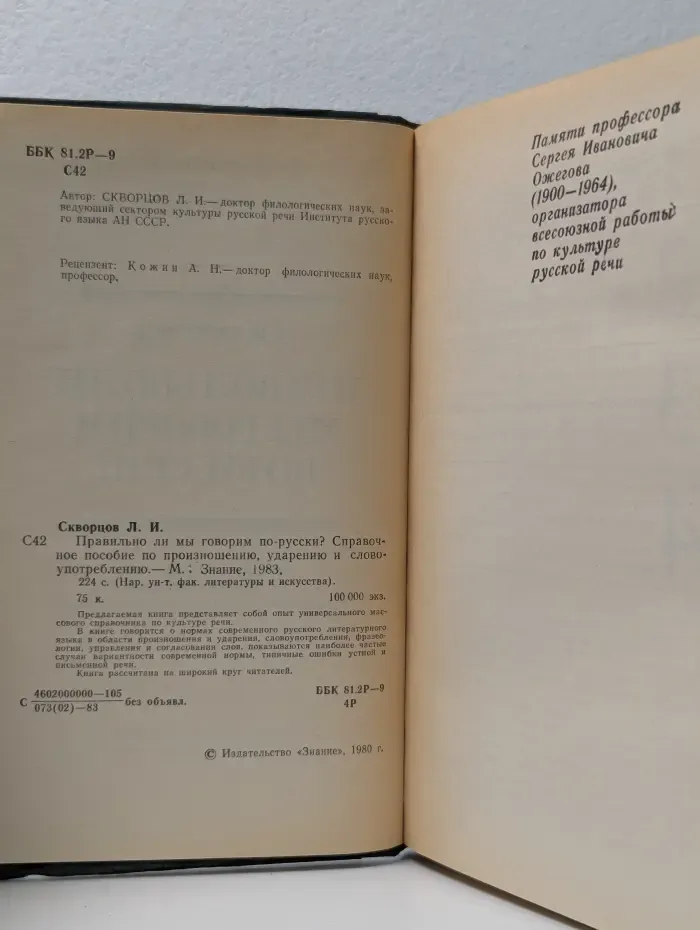 ББК 81.2Р—9
С42
Автор: СКВОРЦОВ Л. И.—доктор филологических наук, за-
ведующий сектором культуры русской речи Института русско-
го языка АН СССР.
Рецензент: Кожин А. Н.—доктор филологических наук,
профессор.
Скворцов Л. И.
С42 Правильно ли мы говорим по-русски? Справоч-
ное пособие по произношению, ударению и слово-
употреблению.— М.: Знание, 1983.
224 с. (Нар. ун-т. фак. литературы и искусства).
75 к. 100 000 экз.
Предлагаемая книга представляет собой опыт универсального мас-
сового справочника по культуре речи.
В книге говорится о нормах современного русского литературного
языка в области произношения и ударения, словоупотребления, фразео-
логии, управления и согласования слов, показываются наиболее частые
случаи вариантности современной нормы, типичные ошибки устной и
письменной речи.
Книга рассчитана на широкий круг читателей.
С 4602000000—105
073(02)—83 без объявл.
ББК 81.2Р—9
4Р
© Издательство «Знание», 1980 г.
Памяти профессора
Сергея Ивановича
Ожегова
(1900—1964),
организатора
всесоюзной работы
по культуре
русской речи